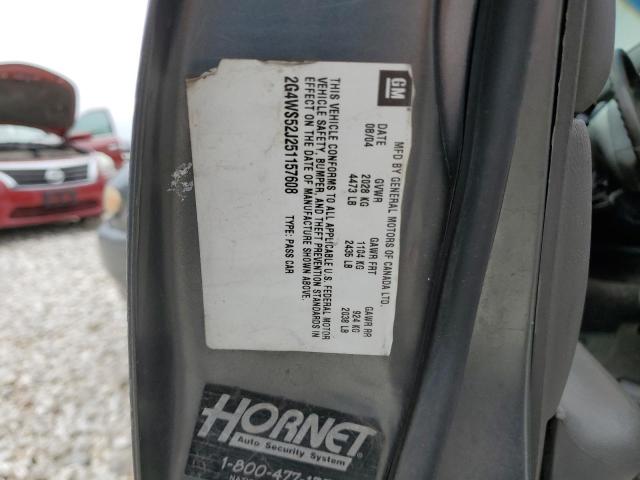 GM
MFD BY GENERAL MOTORS OF CANADA LTD.
DATE GVWR GAWR FRT GAWR RR
08/04 2028 KG 1104 KG 924 KG
4473 LB 2435 LB 2038 LB
THIS VEHICLE CONFORMS TO ALL APPLICABLE U.S. FEDERAL MOTOR
VEHICLE SAFETY, BUMPER, AND THEFT PREVENTION STANDARDS IN
EFFECT ON THE DATE OF MANUFACTURE SHOWN ABOVE.
2G4WS52J251157608 TYPE: PASS CAR
HORNET
Auto Security System
1-800-477-